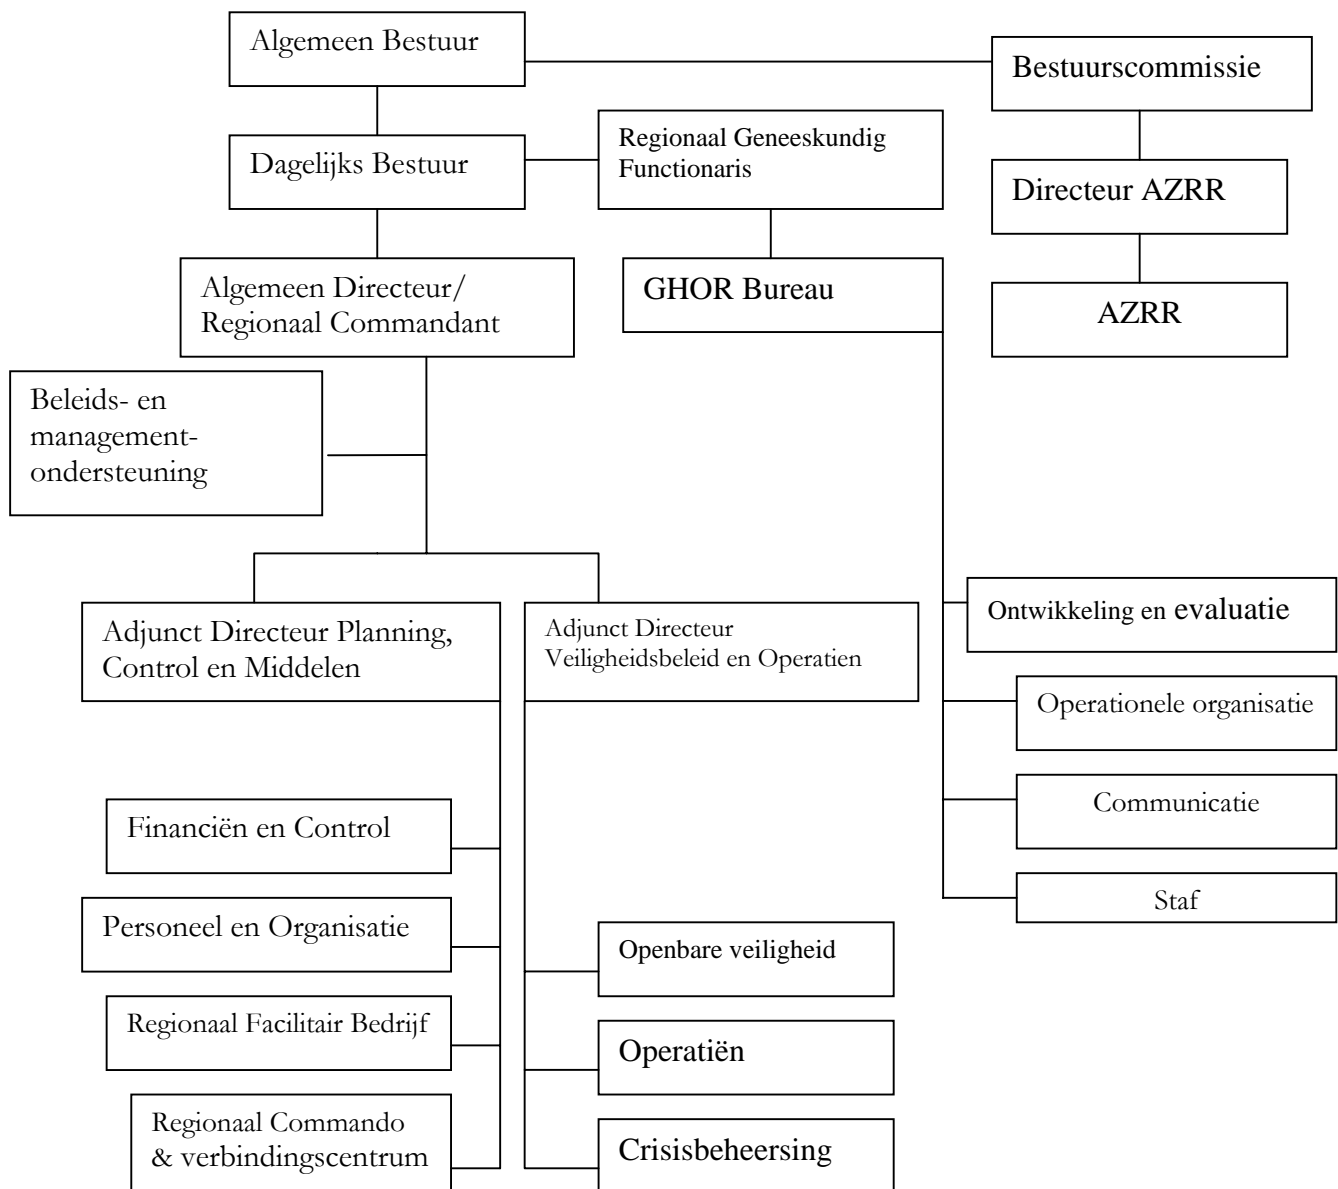 Algemeen Bestuur
Bestuurscommissie
Dagelijks Bestuur
Regionaal Geneeskundig
Functionaris
Directeur AZRR
Algemeen Directeur/
Regionaal Commandant
GHOR Bureau
AZRR
Beleids- en
management-
ondersteuning
Adjunct Directeur Planning,
Control en Middelen
Adjunct Directeur
Veiligheidsbeleid en Operatien
Ontwikkeling en evaluatie
Operationele organisatie
Communicatie
Staf
Financiën en Control
Personeel en Organisatie
Regionaal Facilitair Bedrijf
Regionaal Commando
& verbindingscentrum
Openbare veiligheid
Operatiën
Crisisbeheersing